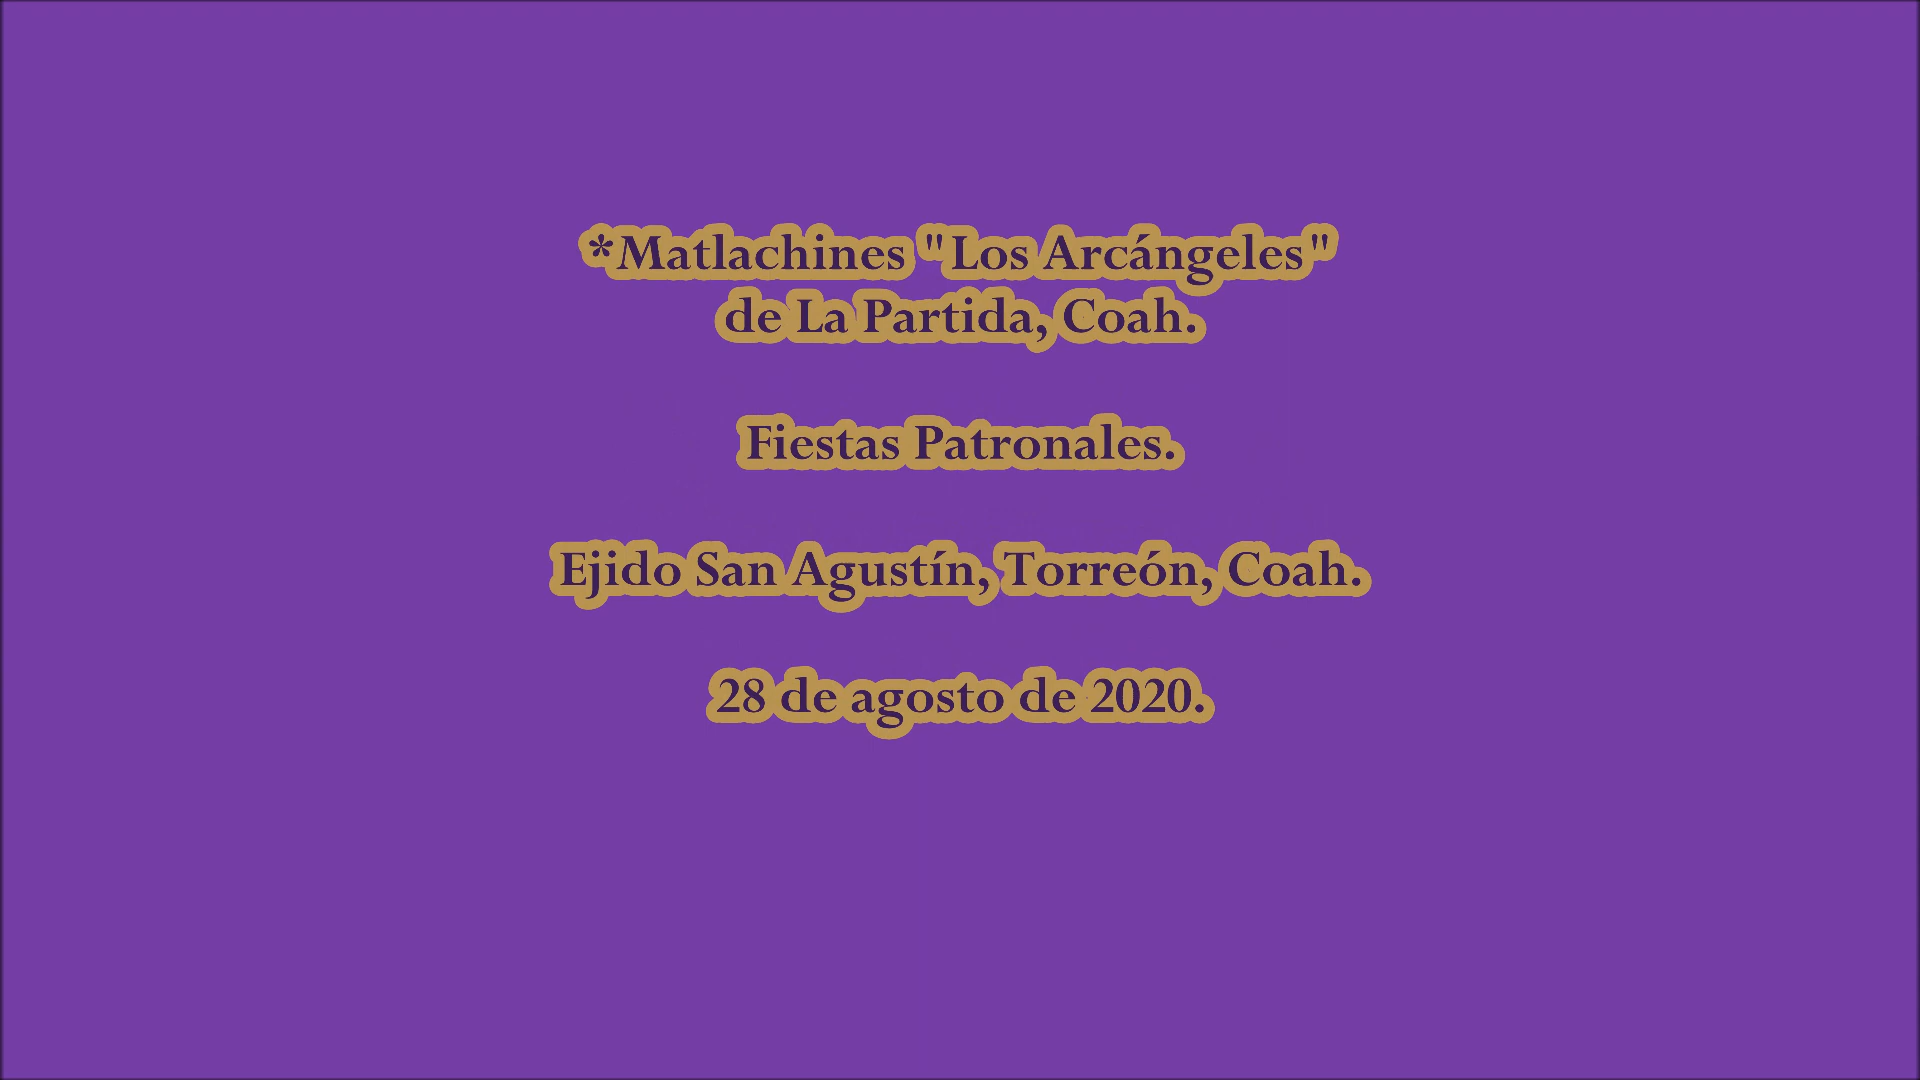 *Matlachines "Los Arcángeles"
de La Partida, Coah.
Fiestas Patronales.
Ejido San Agustín, Torreón, Coah.
28 de agosto de 2020.